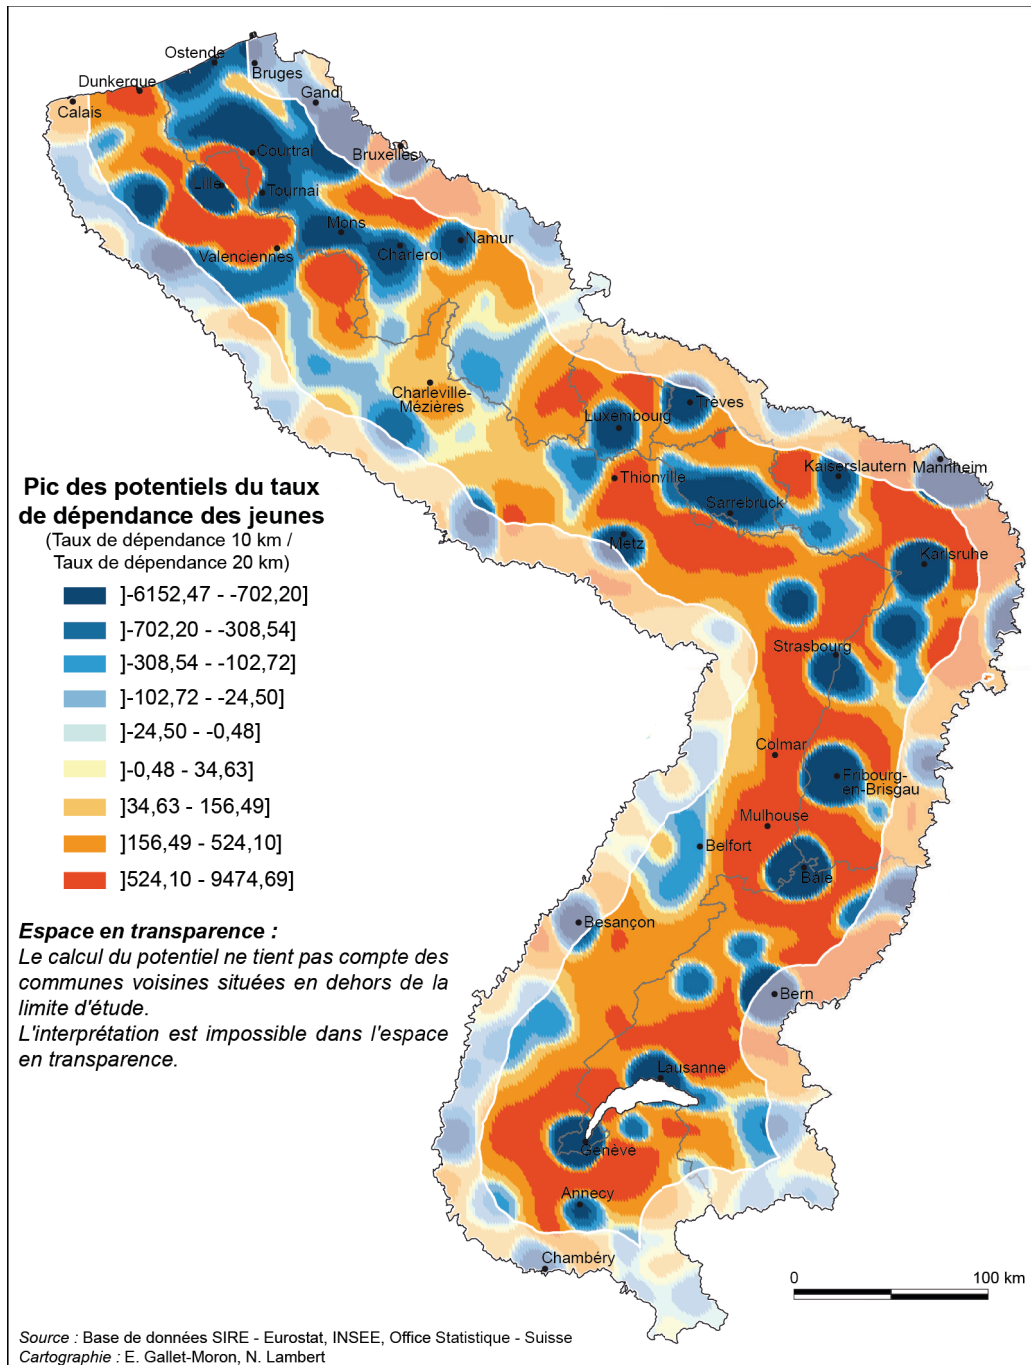 Ostende
Bruges
Dunkerque
Gand
Calais
Bruxelles
Courtrai
Lille
Tournai
Mons
Namur
Valenciennes
Charleroi
Charleville-
Mézières
Trèves
Luxembourg
Kaiserslautern
Mannheim
Thionville
Sarrebruck
Metz
Karlsruhe
Strasbourg
Colmar
Fribourg-
en-Brisgau
Mulhouse
Belfort
Bâle
Besançon
Bern
Lausanne
Genève
Annecy
Chambéry
Pic des potentiels du taux
de dépendance des jeunes
(Taux de dépendance 10 km /
Taux de dépendance 20 km)
]-6152,47 - -702,20]
]-702,20 - -308,54]
]-308,54 - -102,72]
]-102,72 - -24,50]
]-24,50 - -0,48]
]-0,48 - 34,63]
]34,63 - 156,49]
]156,49 - 524,10]
]524,10 - 9474,69]
Espace en transparence :
Le calcul du potentiel ne tient pas compte des
communes voisines situées en dehors de la
limite d'étude.
L'interprétation est impossible dans l'espace
en transparence.
0 100 km
Source : Base de données SIRE - Eurostat, INSEE, Office Statistique - Suisse
Cartographie : E. Gallet-Moron, N. Lambert